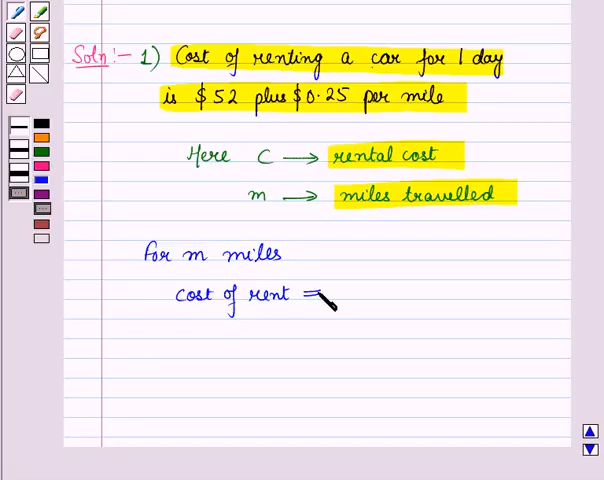 Soln:- 1) Cost of renting a car for 1 day
is $52 plus $0.25 per mile
Here C → rental cost
m → miles travelled
For m miles
cost of rent =